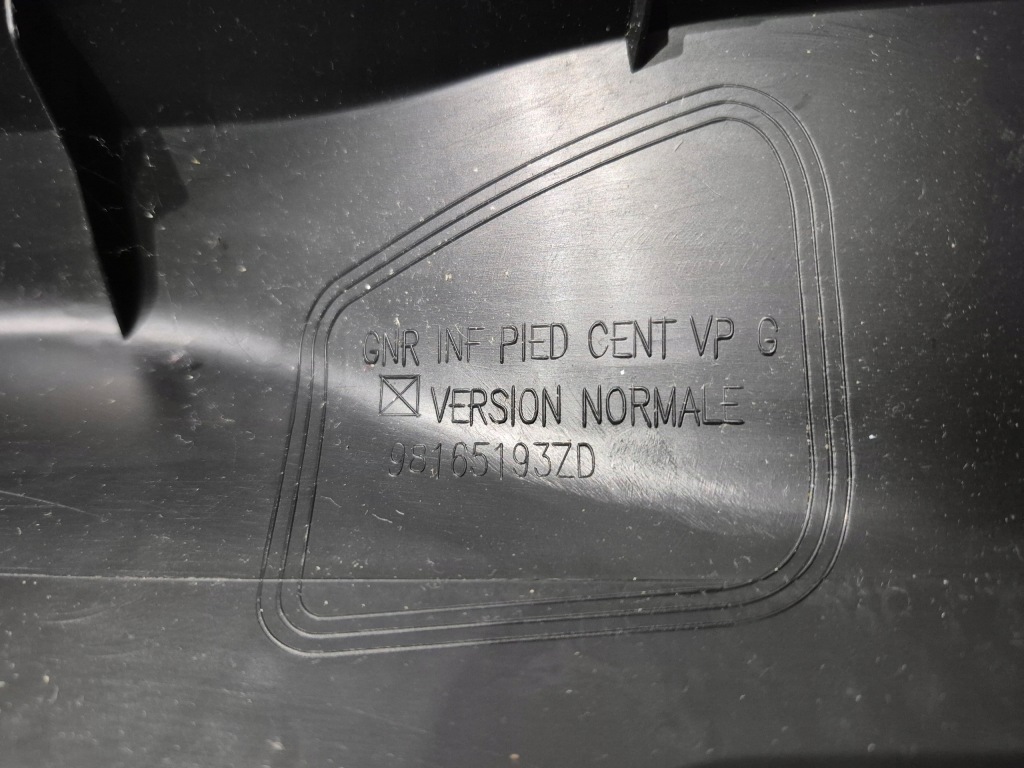 GNR INF PIED CENT VP G
VERSION NORMALE
98165193ZD